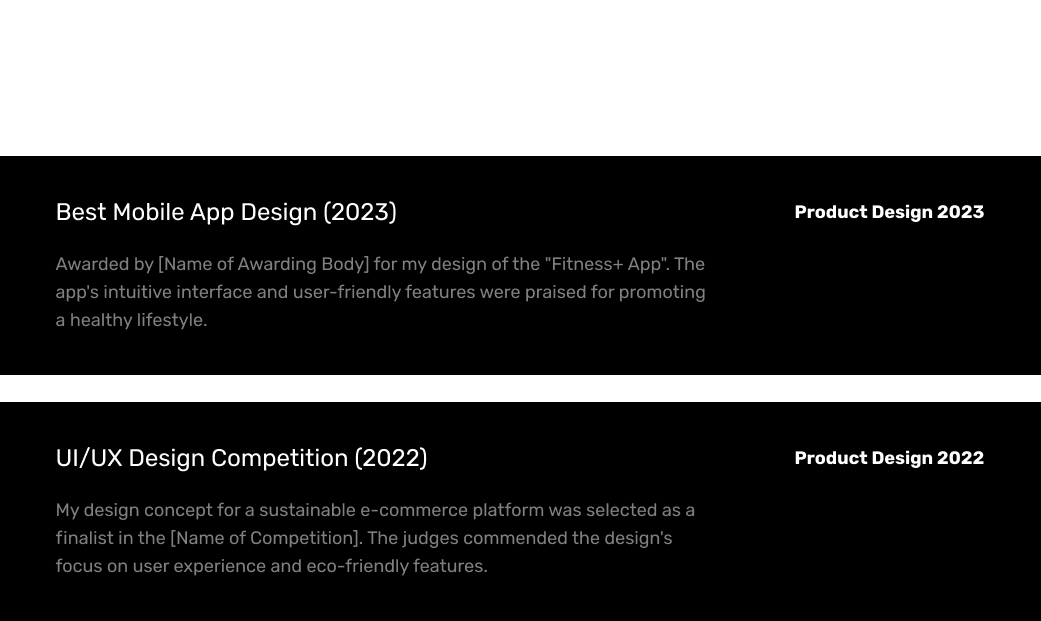 Best Mobile App Design (2023)
Product Design 2023
Awarded by [Name of Awarding Body] for my design of the "Fitness+ App". The
app's intuitive interface and user-friendly features were praised for promoting
a healthy lifestyle.
UI/UX Design Competition (2022)
Product Design 2022
My design concept for a sustainable e-commerce platform was selected as a
finalist in the [Name of Competition]. The judges commended the design's
focus on user experience and eco-friendly features.